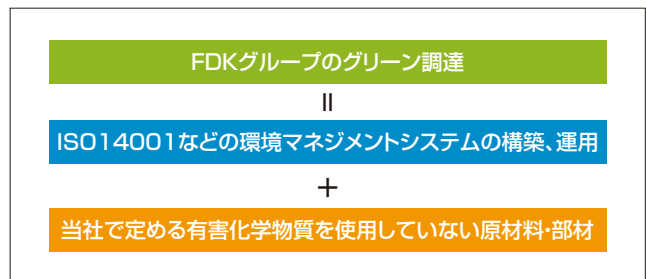 FDKグループのグリーン調達
=
ISO14001などの環境マネジメントシステムの構築、運用
+
当社で定める有害化学物質を使用していない原材料・部材